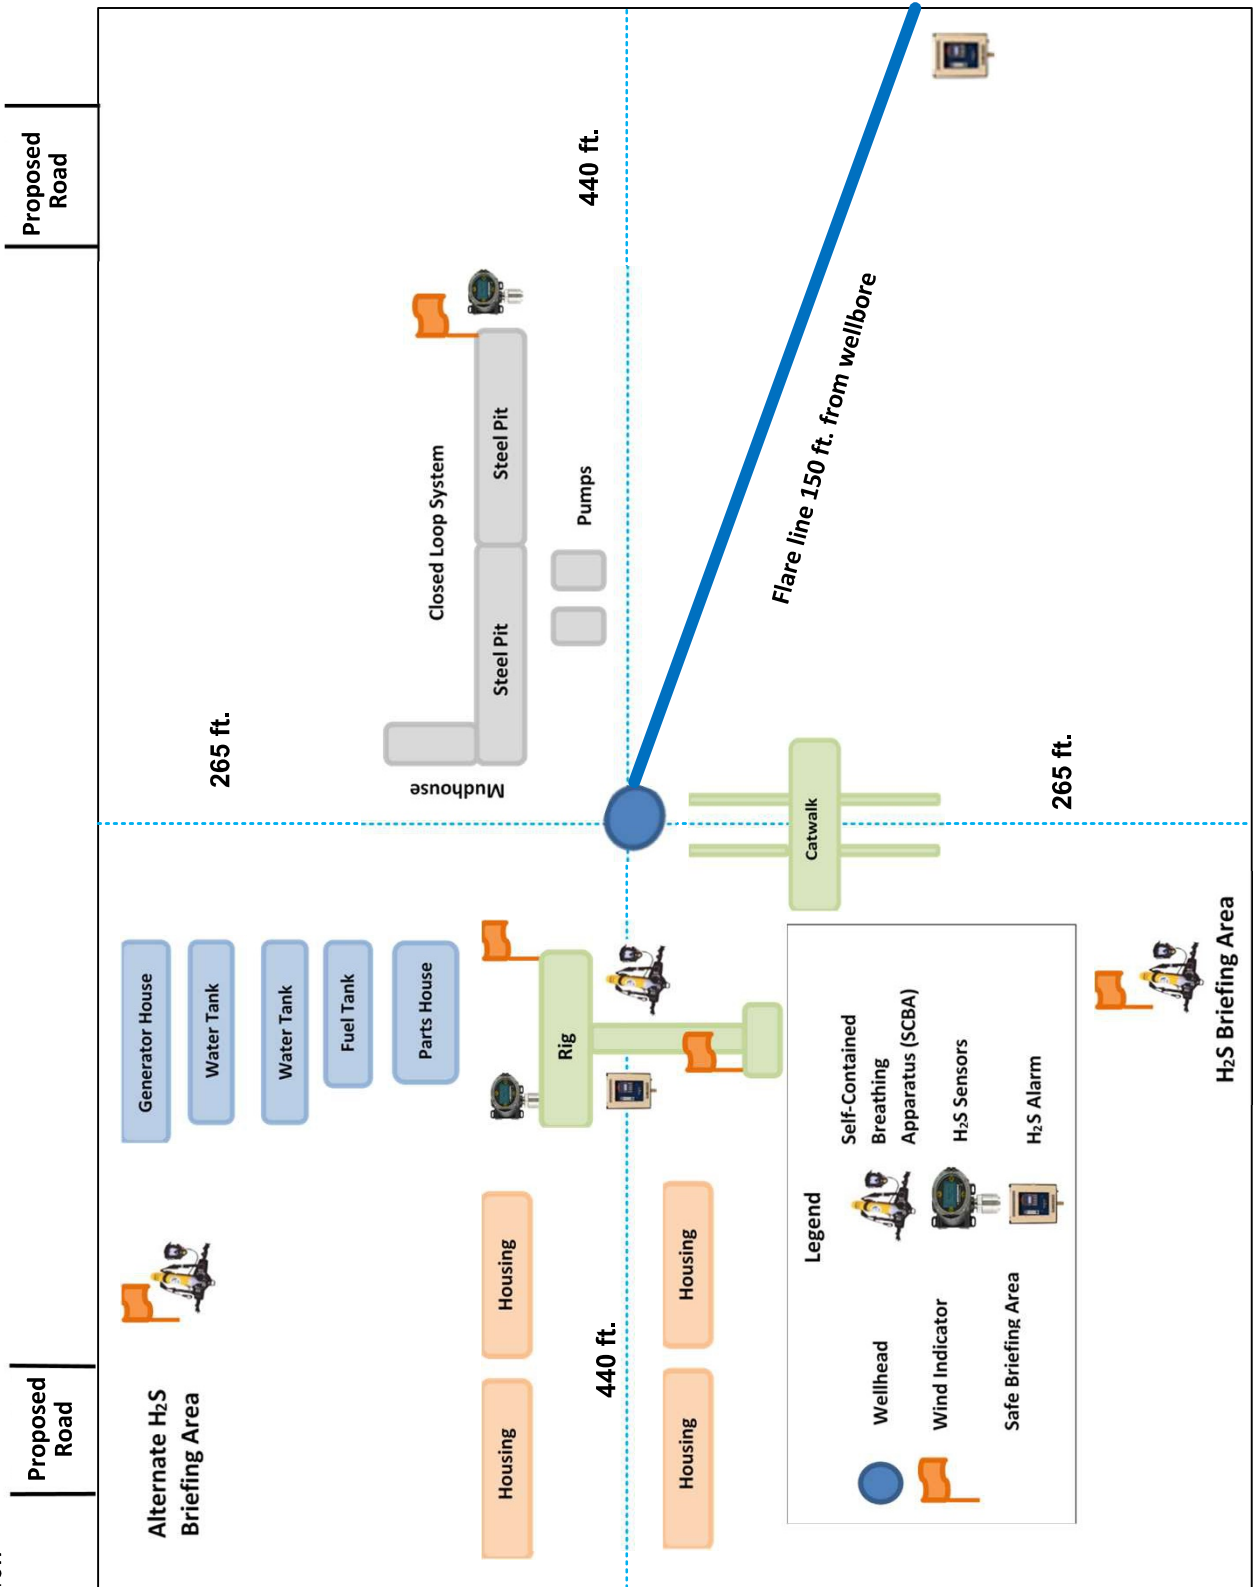 Proposed
Road
440 ft.
Closed Loop System
Steel Pit
Steel Pit
Pumps
Mudhouse
Flare line 150 ft. from wellbore
265 ft.
265 ft.
Catwalk
Generator House
Water Tank
Water Tank
Fuel Tank
Parts House
Rig
H2S Briefing Area
Housing
Housing
Housing
Housing
440 ft.
Proposed
Road
Alternate H2S
Briefing Area
Legend
Wellhead
Wind Indicator
Safe Briefing Area
Self-Contained
Breathing
Apparatus (SCBA)
H2S Sensors
H2S Alarm